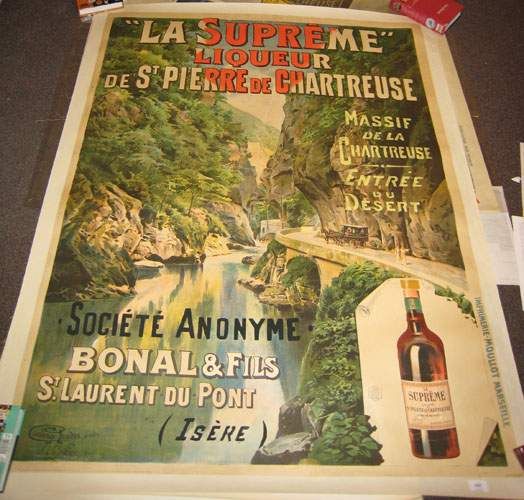 "LA SUPRÊME"
LIQUEUR
DE ST PIERRE DE CHARTREUSE
MASSIF
DE LA
CHARTREUSE
ENTRÉE
DU
DÉSERT
SOCIÉTÉ ANONYME
BONAL & FILS
ST LAURENT DU PONT
(ISÈRE)
LA
SUPRÊME
IMPRIMERIE MOULLOT MARSEILLE